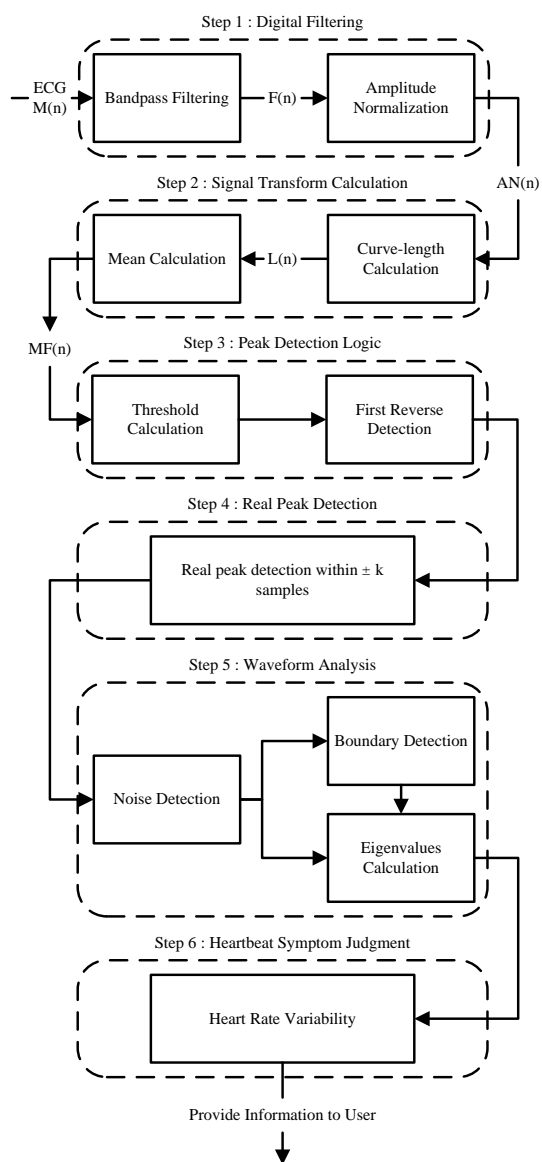 Step 1 : Digital Filtering
ECG
M(n)
Bandpass Filtering
F(n)
Amplitude
Normalization
AN(n)
Step 2 : Signal Transform Calculation
Curve-length
Calculation
L(n)
Mean Calculation
MF(n)
Step 3 : Peak Detection Logic
Threshold
Calculation
First Reverse
Detection
Step 4 : Real Peak Detection
Real peak detection within ± k
samples
Step 5 : Waveform Analysis
Noise Detection
Boundary Detection
Eigenvalues
Calculation
Step 6 : Heartbeat Symptom Judgment
Heart Rate Variability
Provide Information to User